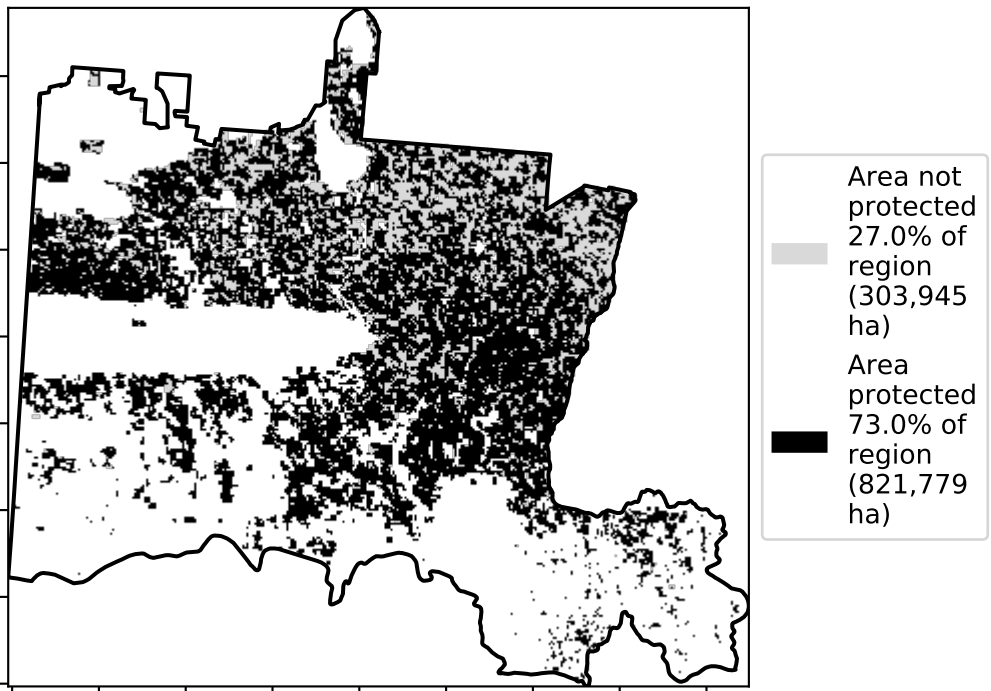 Area not
protected
27.0% of
region
(303,945
ha)
Area
protected
73.0% of
region
(821,779
ha)